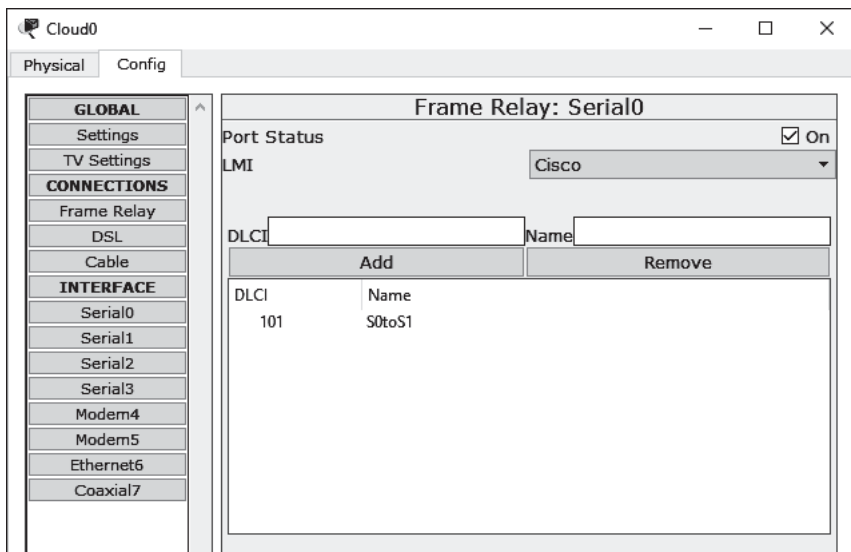 Cloud0
Physical Config
GLOBAL
Settings
TV Settings
CONNECTIONS
Frame Relay
DSL
Cable
INTERFACE
Serial0
Serial1
Serial2
Serial3
Modem4
Modem5
Ethernet6
Coaxial7
Frame Relay: Serial0
Port Status On
LMI Cisco
DLCI Name
Add Remove
DLCI Name
101 S0toS1